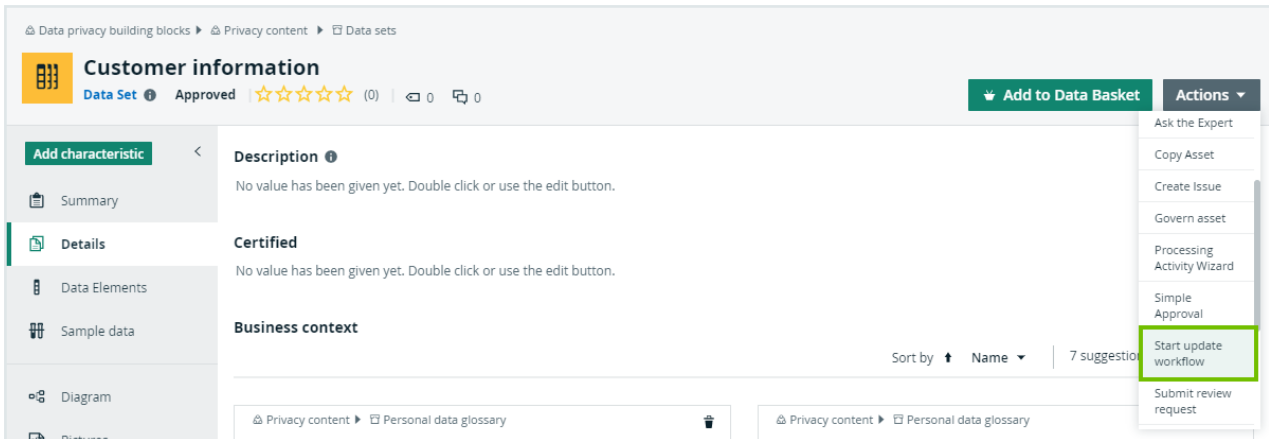 Data privacy building blocks Privacy content Data sets
Customer information
Data Set Approved (0) 0 0
Add to Data Basket Actions
Ask the Expert
Copy Asset
Create Issue
Govern asset
Processing
Activity Wizard
Simple
Approval
Start update
workflow
Submit review
request
Add characteristic
Summary
Details
Data Elements
Sample data
Diagram
Pictures
Description
No value has been given yet. Double click or use the edit button.
Certified
No value has been given yet. Double click or use the edit button.
Business context
Sort by Name 7 suggestion
Privacy content Personal data glossary
Privacy content Personal data glossary